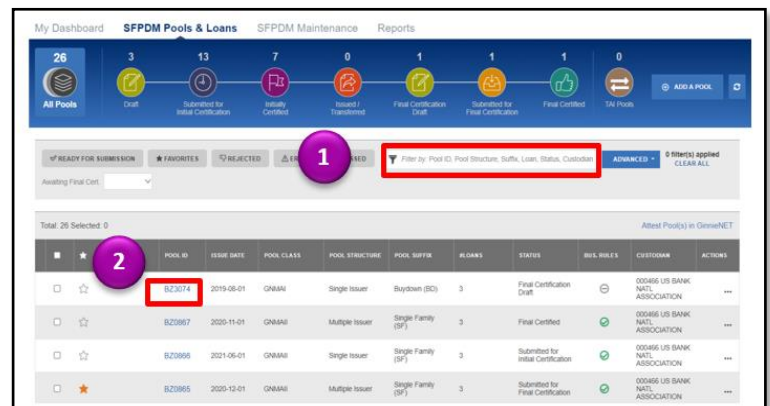 My Dashboard SFPDM Pools & Loans SFPDM Maintenance Reports
26 3 13 7 0 1 1 1 0
All Pools Draft Submitted for Initial Certification Initially Certified Issued / Transferred Final Certification Draft Submitted for Final Certification Final Certified TAI Pools ADD A POOL
READY FOR SUBMISSION FAVORITES REJECTED 1 Filter by: Pool ID, Pool Structure, Suffix, Loan, Status, Custodian ADVANCED 0 filter(s) applied
CLEAR ALL
Awaiting Final Cert.
Total: 26 Selected: 0 Attest Pool(s) in GinnieNET
2 POOL ID ISSUE DATE POOL CLASS POOL STRUCTURE POOL SUFFIX #LOANS STATUS BUS. RULES CUSTODIAN ACTIONS
BZ3074 2019-08-01 GNMAI Single Issuer Buydown (BD) 3 Final Certification Draft 000466 US BANK NATL ASSOCIATION ...
BZ0867 2020-11-01 GNMAII Multiple Issuer Single Family (SF) 3 Final Certified 000466 US BANK NATL ASSOCIATION ...
BZ0866 2021-06-01 GNMAII Single Issuer Single Family (SF) 3 Submitted for Initial Certification 000466 US BANK NATL ASSOCIATION ...
BZ0865 2020-12-01 GNMAII Multiple Issuer Single Family (SF) 3 Submitted for Final Certification 000466 US BANK NATL ASSOCIATION ...